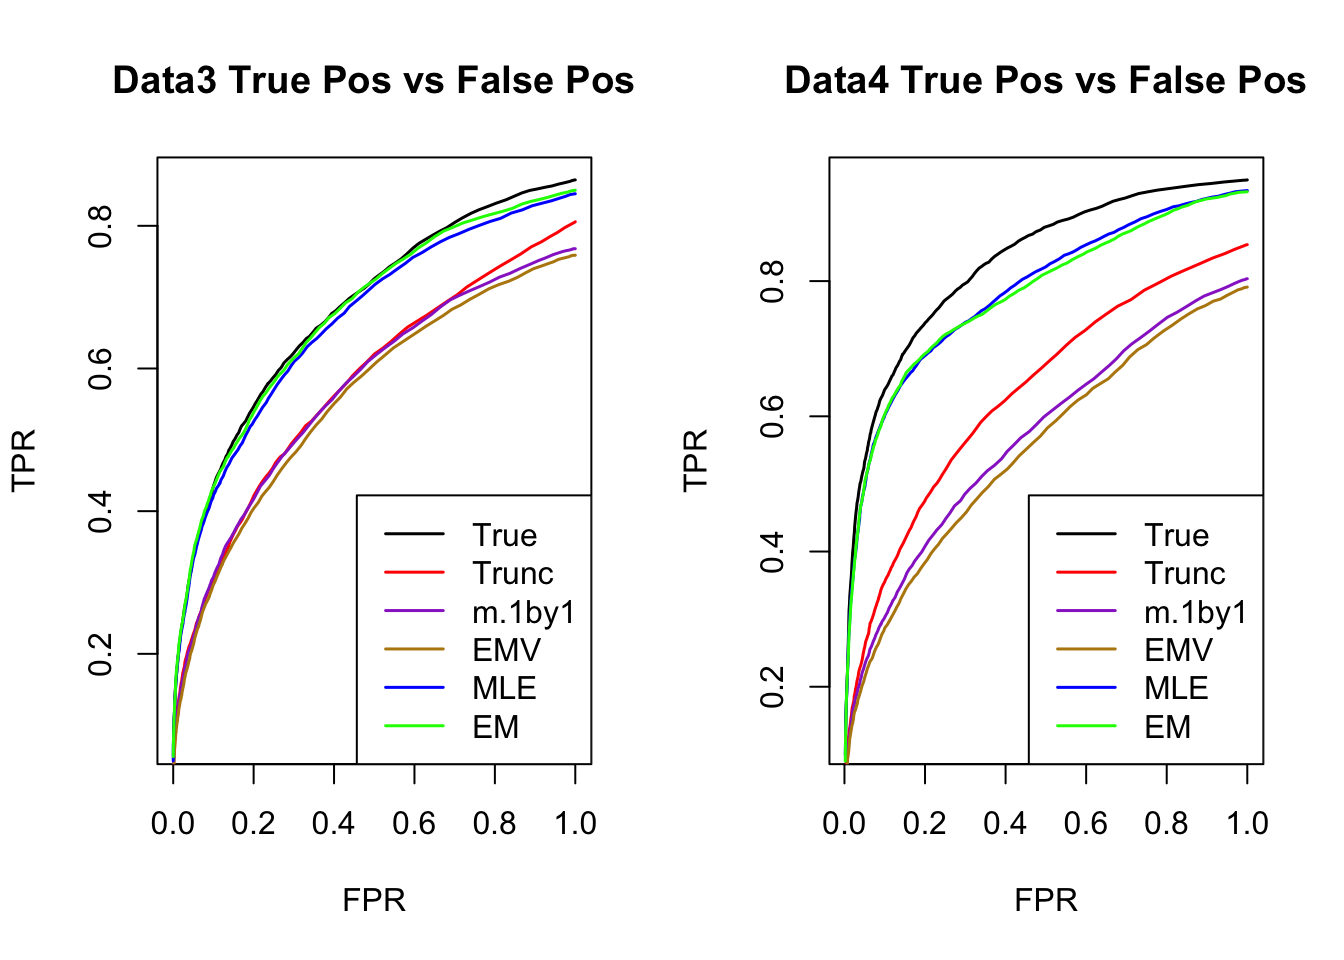 Data3 True Pos vs False Pos
TPR
0.8
0.6
0.4
0.2
True
Trunc
m.1by1
EMV
MLE
EM
0.0 0.2 0.4 0.6 0.8 1.0
FPR
Data4 True Pos vs False Pos
TPR
0.8
0.6
0.4
0.2
True
Trunc
m.1by1
EMV
MLE
EM
0.0 0.2 0.4 0.6 0.8 1.0
FPR